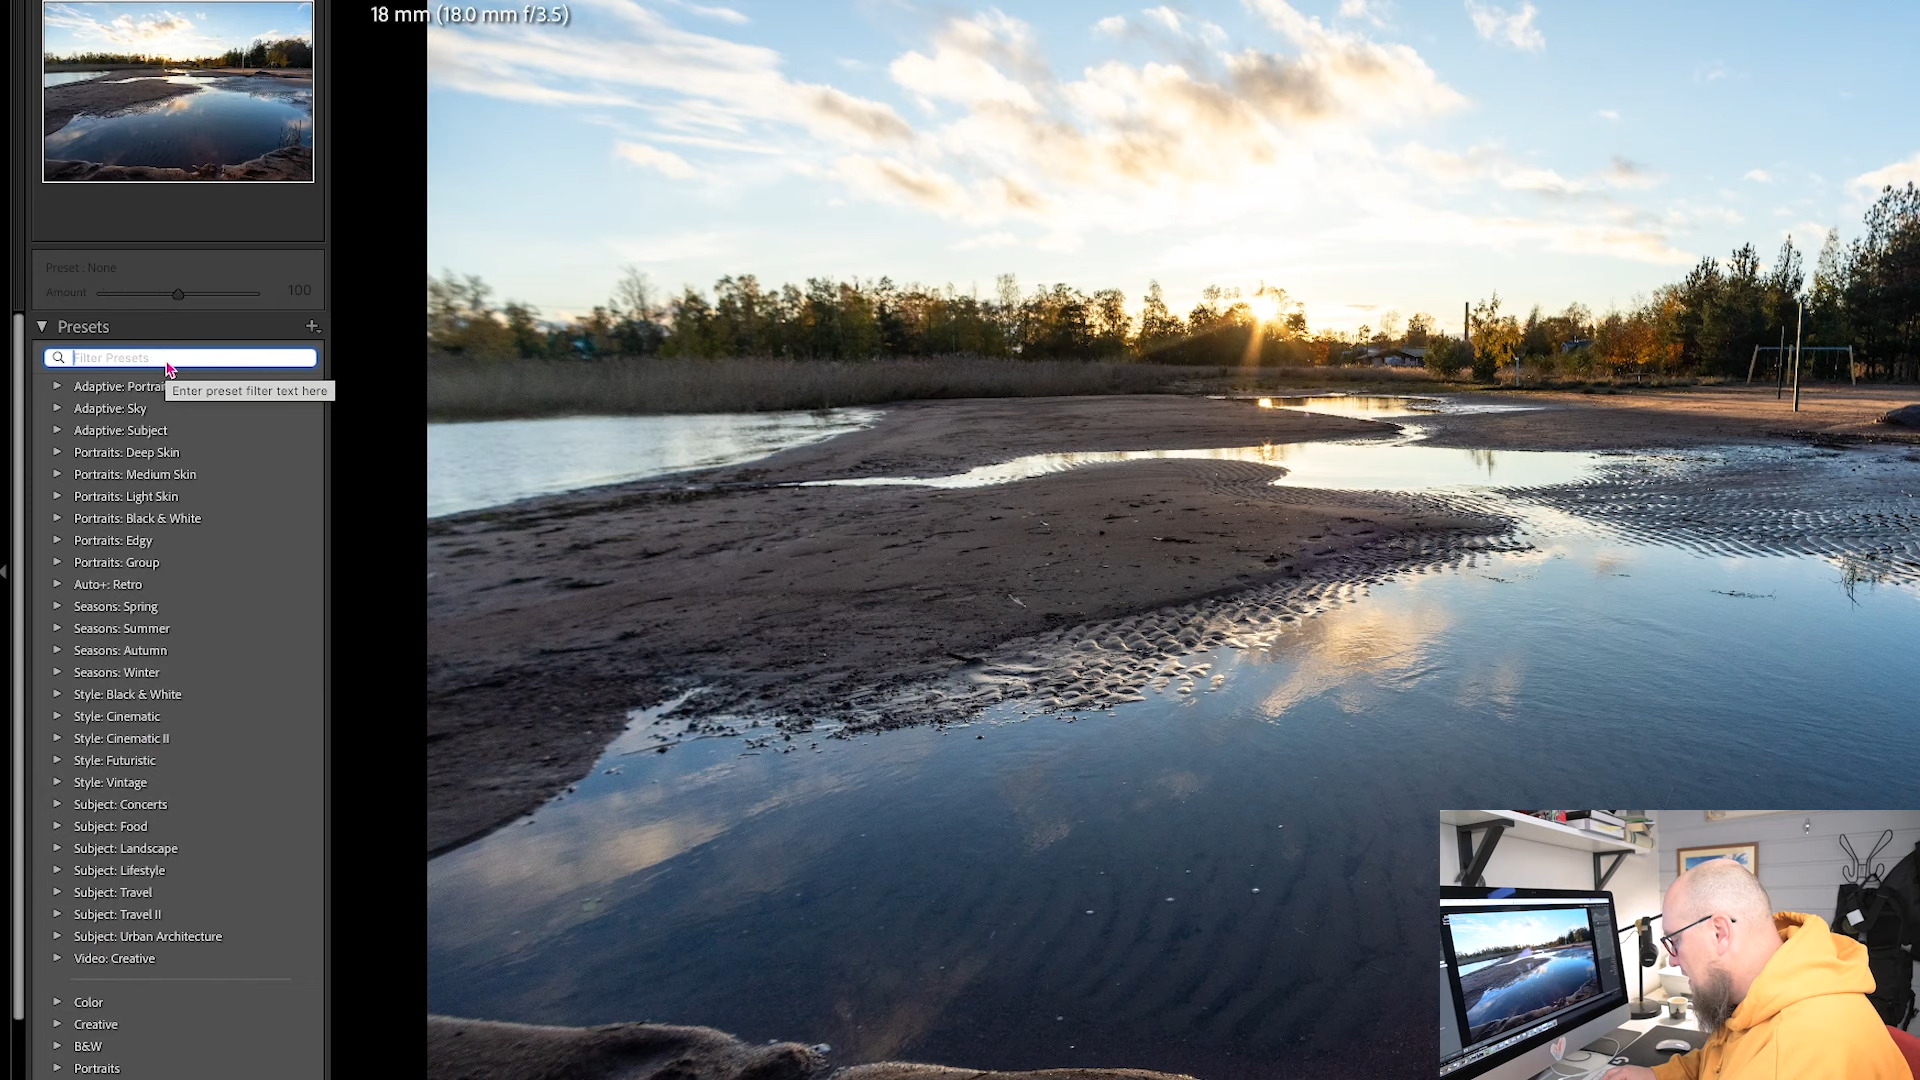 18 mm (18.0 mm f/3.5)
Preset : None
Amount 100
Presets
Filter Presets
Enter preset filter text here
Adaptive: Portrai
Adaptive: Sky
Adaptive: Subject
Portraits: Deep Skin
Portraits: Medium Skin
Portraits: Light Skin
Portraits: Black & White
Portraits: Edgy
Portraits: Group
Auto+: Retro
Seasons: Spring
Seasons: Summer
Seasons: Autumn
Seasons: Winter
Style: Black & White
Style: Cinematic
Style: Cinematic II
Style: Futuristic
Style: Vintage
Subject: Concerts
Subject: Food
Subject: Landscape
Subject: Lifestyle
Subject: Travel
Subject: Travel II
Subject: Urban Architecture
Video: Creative
Color
Creative
B&W
Portraits